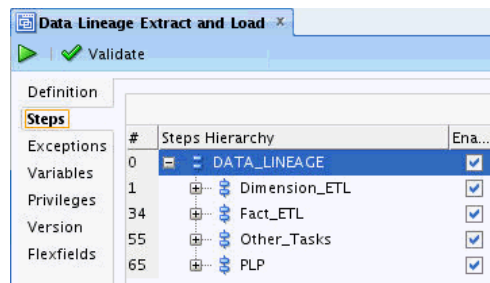 Data Lineage Extract and Load
Validate
Definition
Steps
Exceptions
Variables
Privileges
Version
Flexfields
# Steps Hierarchy Ena...
0 DATA_LINEAGE
1 Dimension_ETL
34 Fact_ETL
55 Other_Tasks
65 PLP